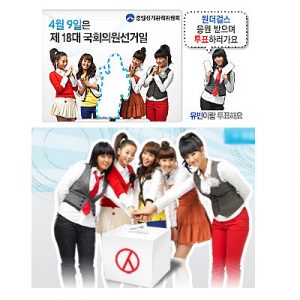 중앙선거관리위원회
4월 9일은
제 18대 국회의원선거일
원더걸스
응원 받으며
투표하러가요
유빈이랑 투표해요